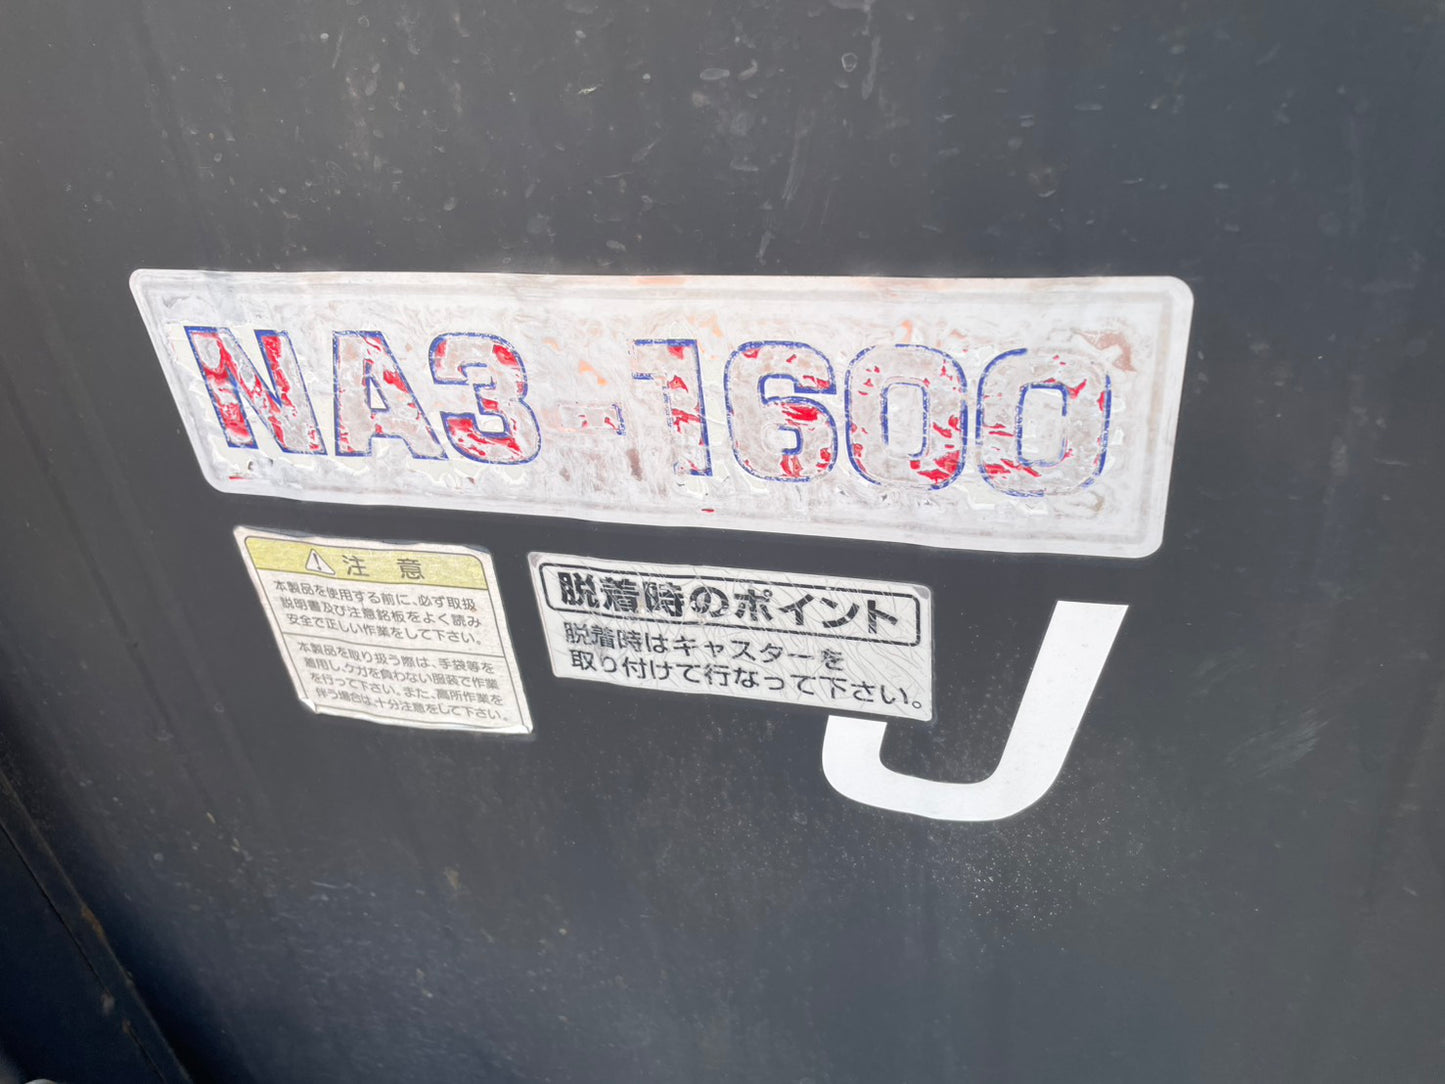 NA3-1600
注意
本製品を使用する前に、必ず取扱
説明書及び注意銘板をよく読み
安全で正しい作業をして下さい。
本製品を取り扱う際は、手袋等を
着用し、ケガを負わない服装で作業
を行って下さい。また、高所作業を
伴う場合は、十分注意をして下さい。
脱着時のポイント
脱着時はキャスターを
取り付けて行なって下さい。
J